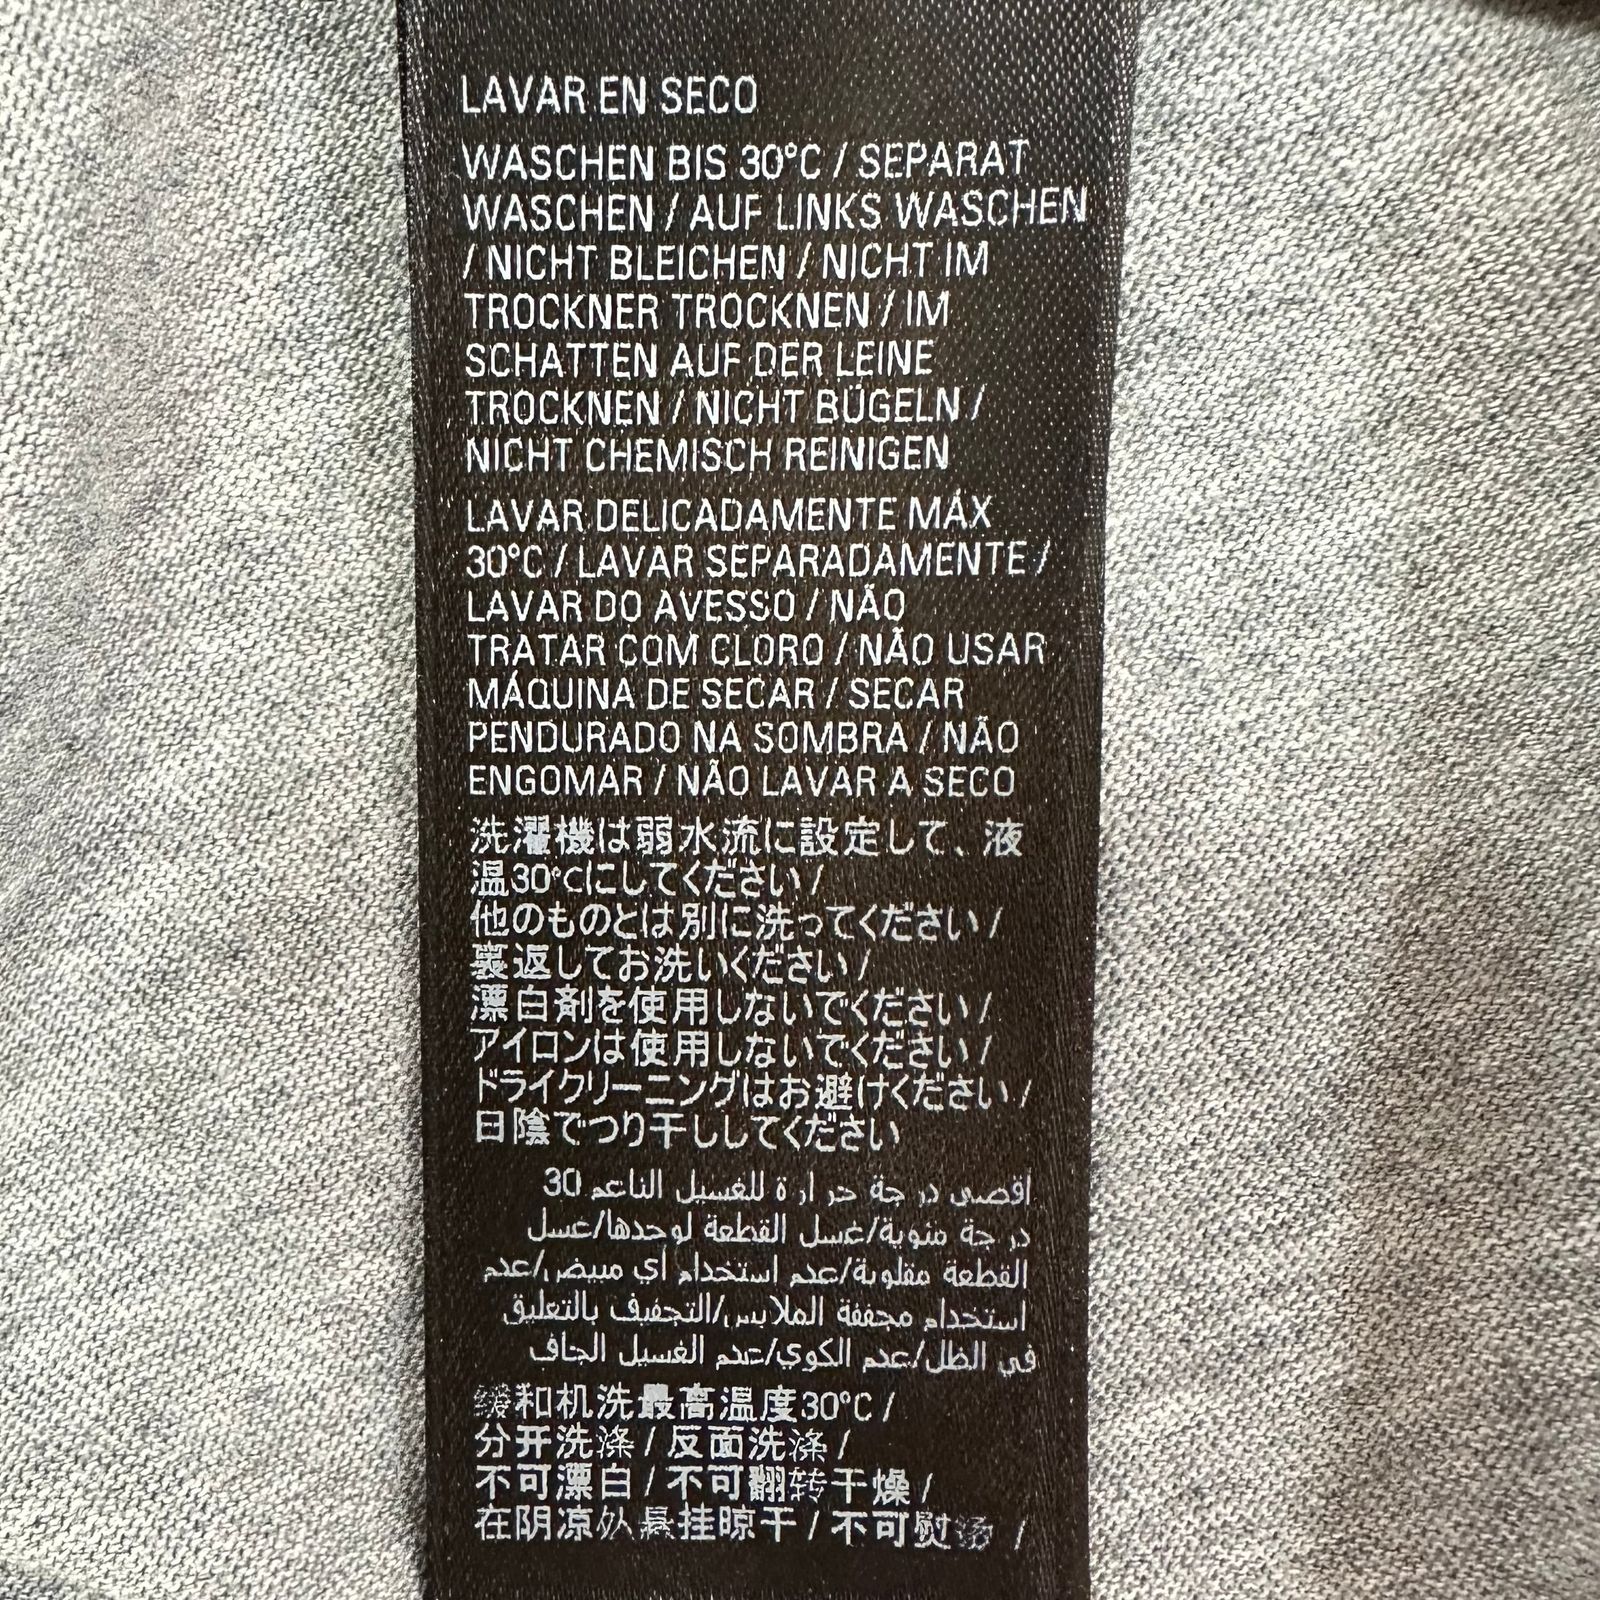 LAVAR EN SECO
WASCHEN BIS 30°C / SEPARAT
WASCHEN / AUF LINKS WASCHEN
/ NICHT BLEICHEN / NICHT IM
TROCKNER TROCKNEN / IM
SCHATTEN AUF DER LEINE
TROCKNEN / NICHT BÜGELN /
NICHT CHEMISCH REINIGEN
LAVAR DELICADAMENTE MÁX
30°C / LAVAR SEPARADAMENTE /
LAVAR DO AVESSO / NÃO
TRATAR COM CLORO / NÃO USAR
MÁQUINA DE SECAR / SECAR
PENDURADO NA SOMBRA / NÃO
ENGOMAR / NÃO LAVAR A SECO
洗濯機は弱水流に設定して、液
温30℃にしてください /
他のものとは別に洗ってください /
裏返してお洗いください /
漂白剤を使用しないでください /
アイロンは使用しないでください /
ドライクリーニングはお避けください /
日陰でつり干ししてください
اقصى درجة حرارة للغسيل الناعم 30
درجة مئوية/غسل القطعة لوحدها/غسل
القطعة مقلوبة/عدم استخدام اي مبيض/عدم
استخدام مجففة الملابس/التجفيف بالتعليق
في الظل/عدم الكوي/عدم الغسيل الجاف
缓和机洗最高温度30°C /
分开洗涤 / 反面洗涤 /
不可漂白 / 不可翻转干燥 /
在阴凉处悬挂晾干 / 不可熨烫 /